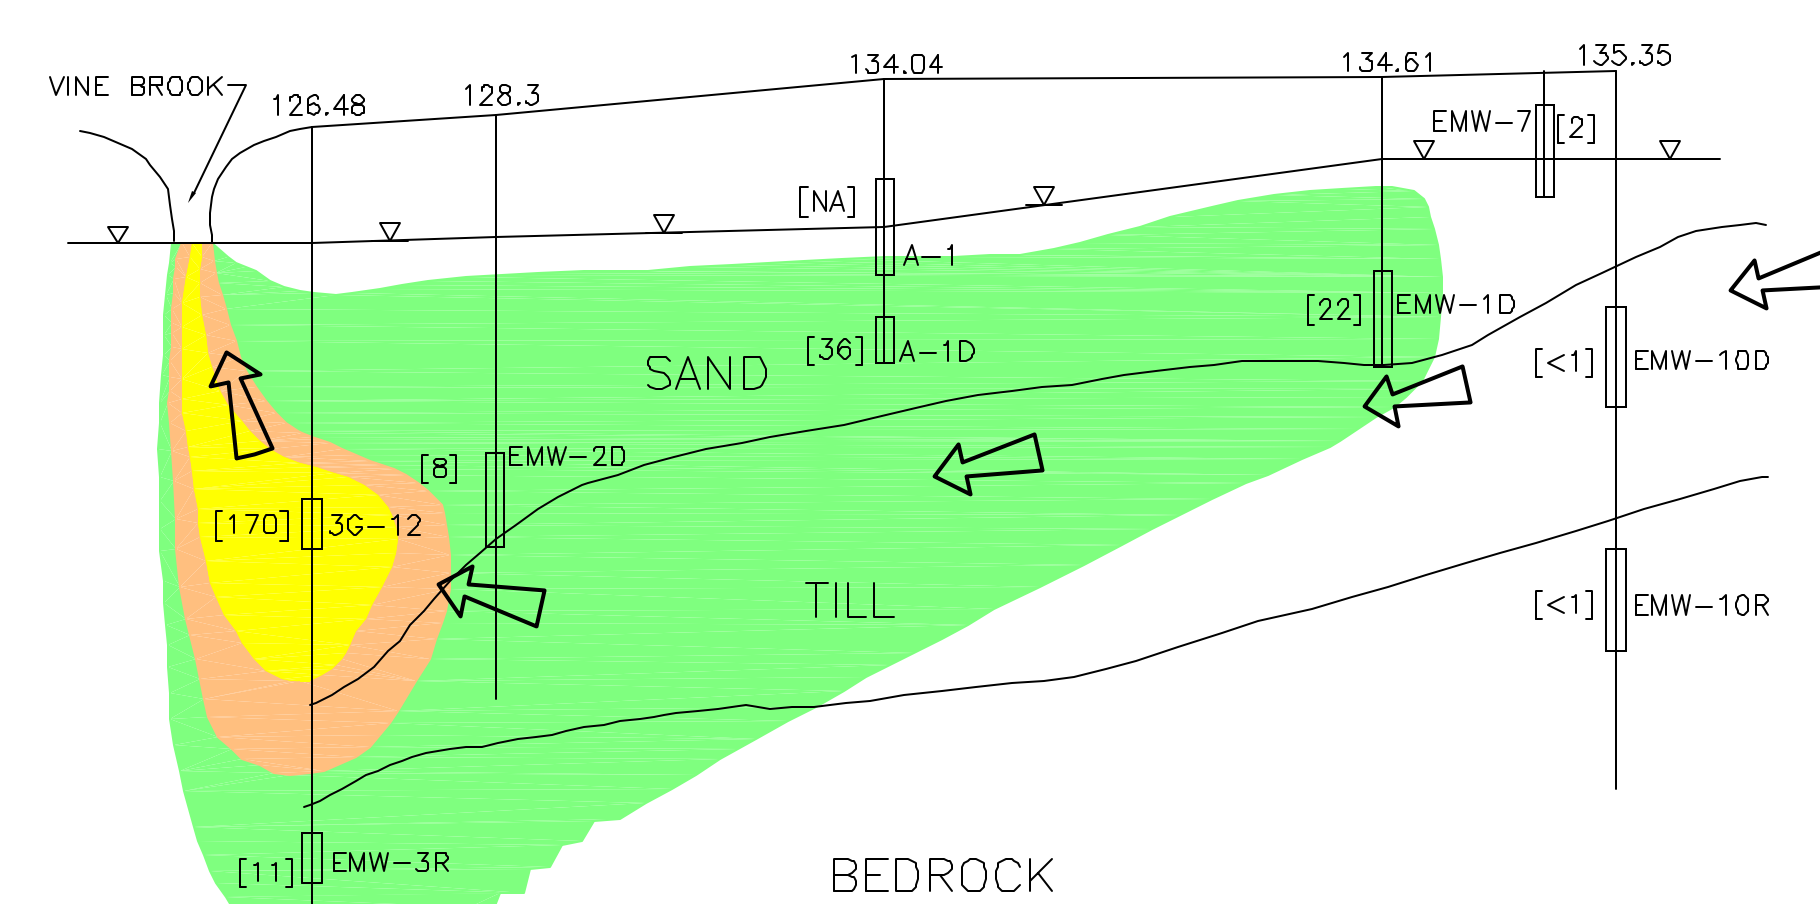 135.35
134.04
134.61
VINE BROOK
128.3
126.48
EMW-7
[2]
[NA]
A-1
[22]
EMW-1D
[36]
A-1D
SAND
[<1]
EMW-10D
[8]
EMW-2D
[170]
3G-12
TILL
[<1]
EMW-10R
[11]
EMW-3R
BEDROCK